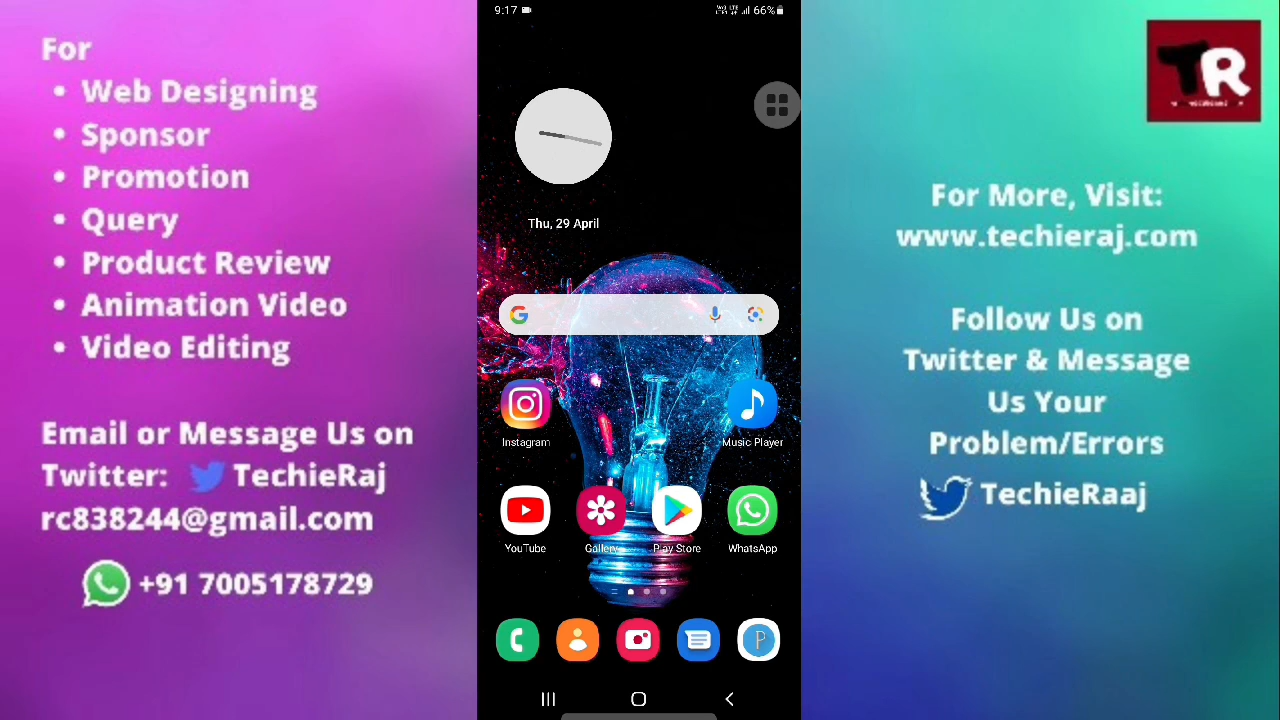 For
• Web Designing
• Sponsor
• Promotion
• Query
• Product Review
• Animation Video
• Video Editing
Email or Message Us on
Twitter: TechieRaj
rc838244@gmail.com
+91 7005178729
9:17
66%
Thu, 29 April
Instagram
Music Player
YouTube
Gallery
Play Store
WhatsApp
TR
For More, Visit:
www.techieraj.com
Follow Us on
Twitter & Message
Us Your
Problem/Errors
TechieRaaj